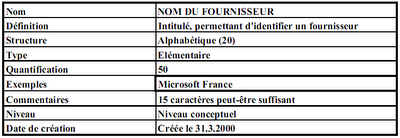 Nom NOM DU FOURNISSEUR
Définition Intitulé, permettant d'identifier un fournisseur
Structure Alphabétique (20)
Type Elémentaire
Quantification 50
Exemples Microsoft France
Commentaires 15 caractères peut-être suffisant
Niveau Niveau conceptuel
Date de création Créée le 31.3.2000